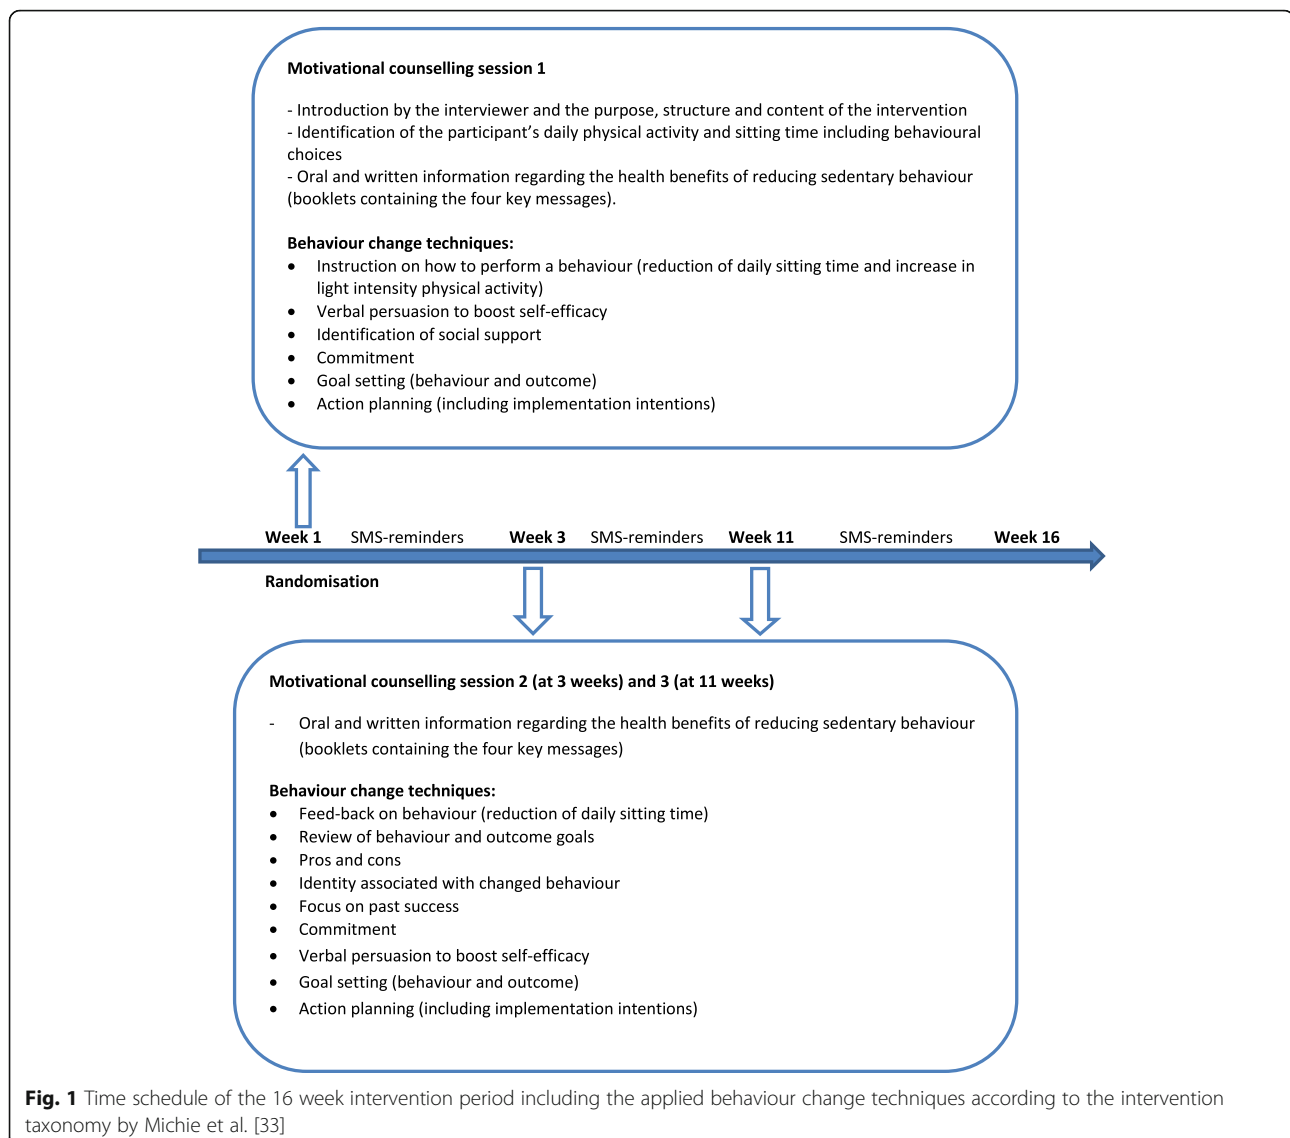 Motivational counselling session 1
- Introduction by the interviewer and the purpose, structure and content of the intervention
- Identification of the participant’s daily physical activity and sitting time including behavioural
choices
- Oral and written information regarding the health benefits of reducing sedentary behaviour
(booklets containing the four key messages).
Behaviour change techniques:
• Instruction on how to perform a behaviour (reduction of daily sitting time and increase in
light intensity physical activity)
• Verbal persuasion to boost self-efficacy
• Identification of social support
• Commitment
• Goal setting (behaviour and outcome)
• Action planning (including implementation intentions)
Week 1 SMS-reminders Week 3 SMS-reminders Week 11 SMS-reminders Week 16
Randomisation
Motivational counselling session 2 (at 3 weeks) and 3 (at 11 weeks)
- Oral and written information regarding the health benefits of reducing sedentary behaviour
(booklets containing the four key messages)
Behaviour change techniques:
• Feed-back on behaviour (reduction of daily sitting time)
• Review of behaviour and outcome goals
• Pros and cons
• Identity associated with changed behaviour
• Focus on past success
• Commitment
• Verbal persuasion to boost self-efficacy
• Goal setting (behaviour and outcome)
• Action planning (including implementation intentions)
Fig. 1 Time schedule of the 16 week intervention period including the applied behaviour change techniques according to the intervention
taxonomy by Michie et al. [33]